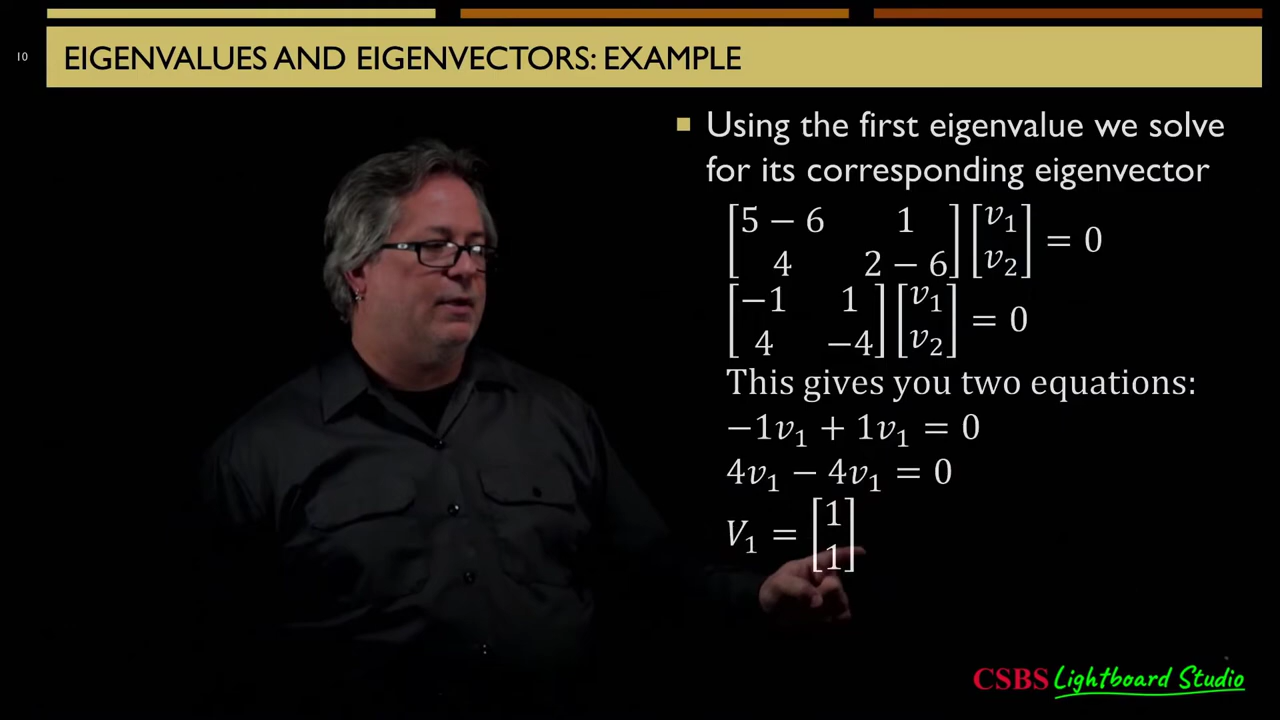 10
EIGENVALUES AND EIGENVECTORS: EXAMPLE
Using the first eigenvalue we solve
for its corresponding eigenvector
[5 − 6 1; 4 2 − 6] [v₁; v₂] = 0
[−1 1; 4 −4] [v₁; v₂] = 0
This gives you two equations:
−1v₁ + 1v₁ = 0
4v₁ − 4v₁ = 0
V₁ = [1; 1]
CSBS Lightboard Studio